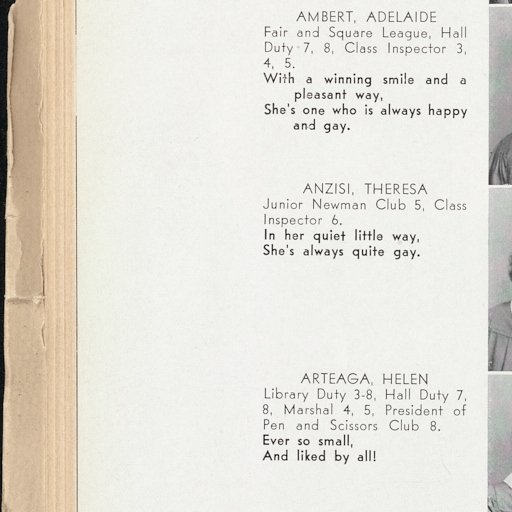 AMBERT, ADELAIDE
Fair and Square League, Hall
Duty 7, 8, Class Inspector 3,
4, 5.
With a winning smile and a
pleasant way,
She's one who is always happy
and gay.
ANZISI, THERESA
Junior Newman Club 5, Class
Inspector 6.
In her quiet little way,
She's always quite gay.
ARTEAGA, HELEN
Library Duty 3-8, Hall Duty 7,
8, Marshal 4, 5, President of
Pen and Scissors Club 8.
Ever so small,
And liked by all!